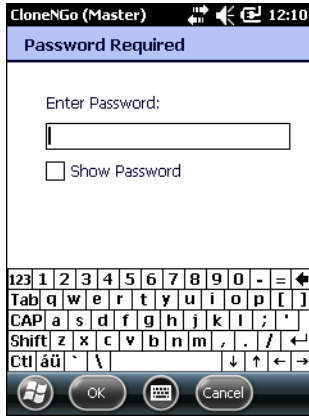 CloneNGo (Master) 12:10
Password Required
Enter Password:
Show Password
123 1 2 3 4 5 6 7 8 9 0 - =
Tab q w e r t y u i o p [ ]
CAP a s d f g h j k l ; '
Shift z x c v b n m , . /
Ctl áü ` \
OK Cancel